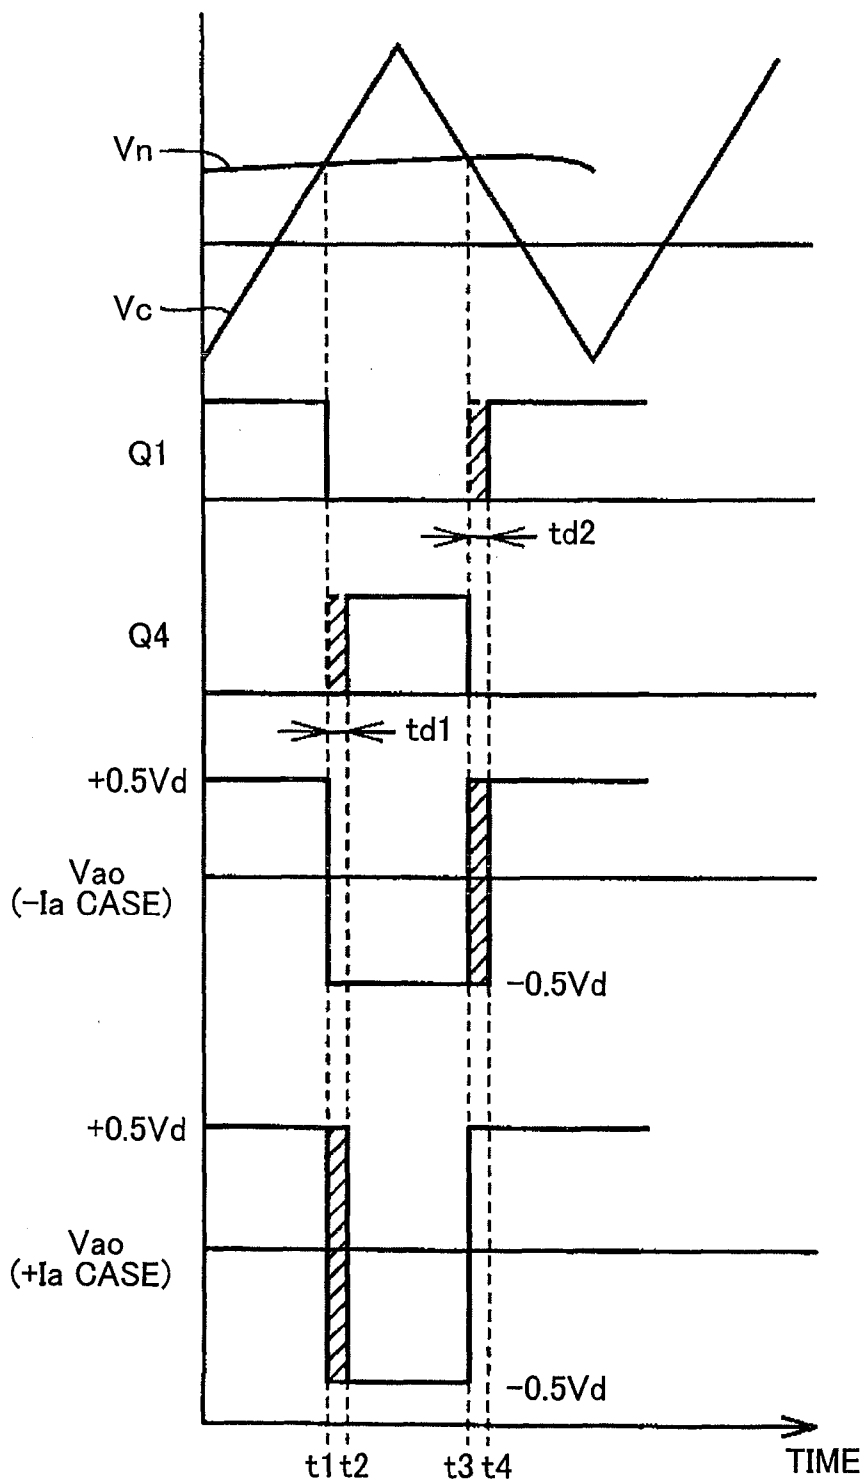 Vn
Vc
Q1
td2
Q4
td1
+0.5Vd
Vao
(−Ia CASE)
−0.5Vd
+0.5Vd
Vao
(+Ia CASE)
−0.5Vd
t1 t2 t3 t4 TIME